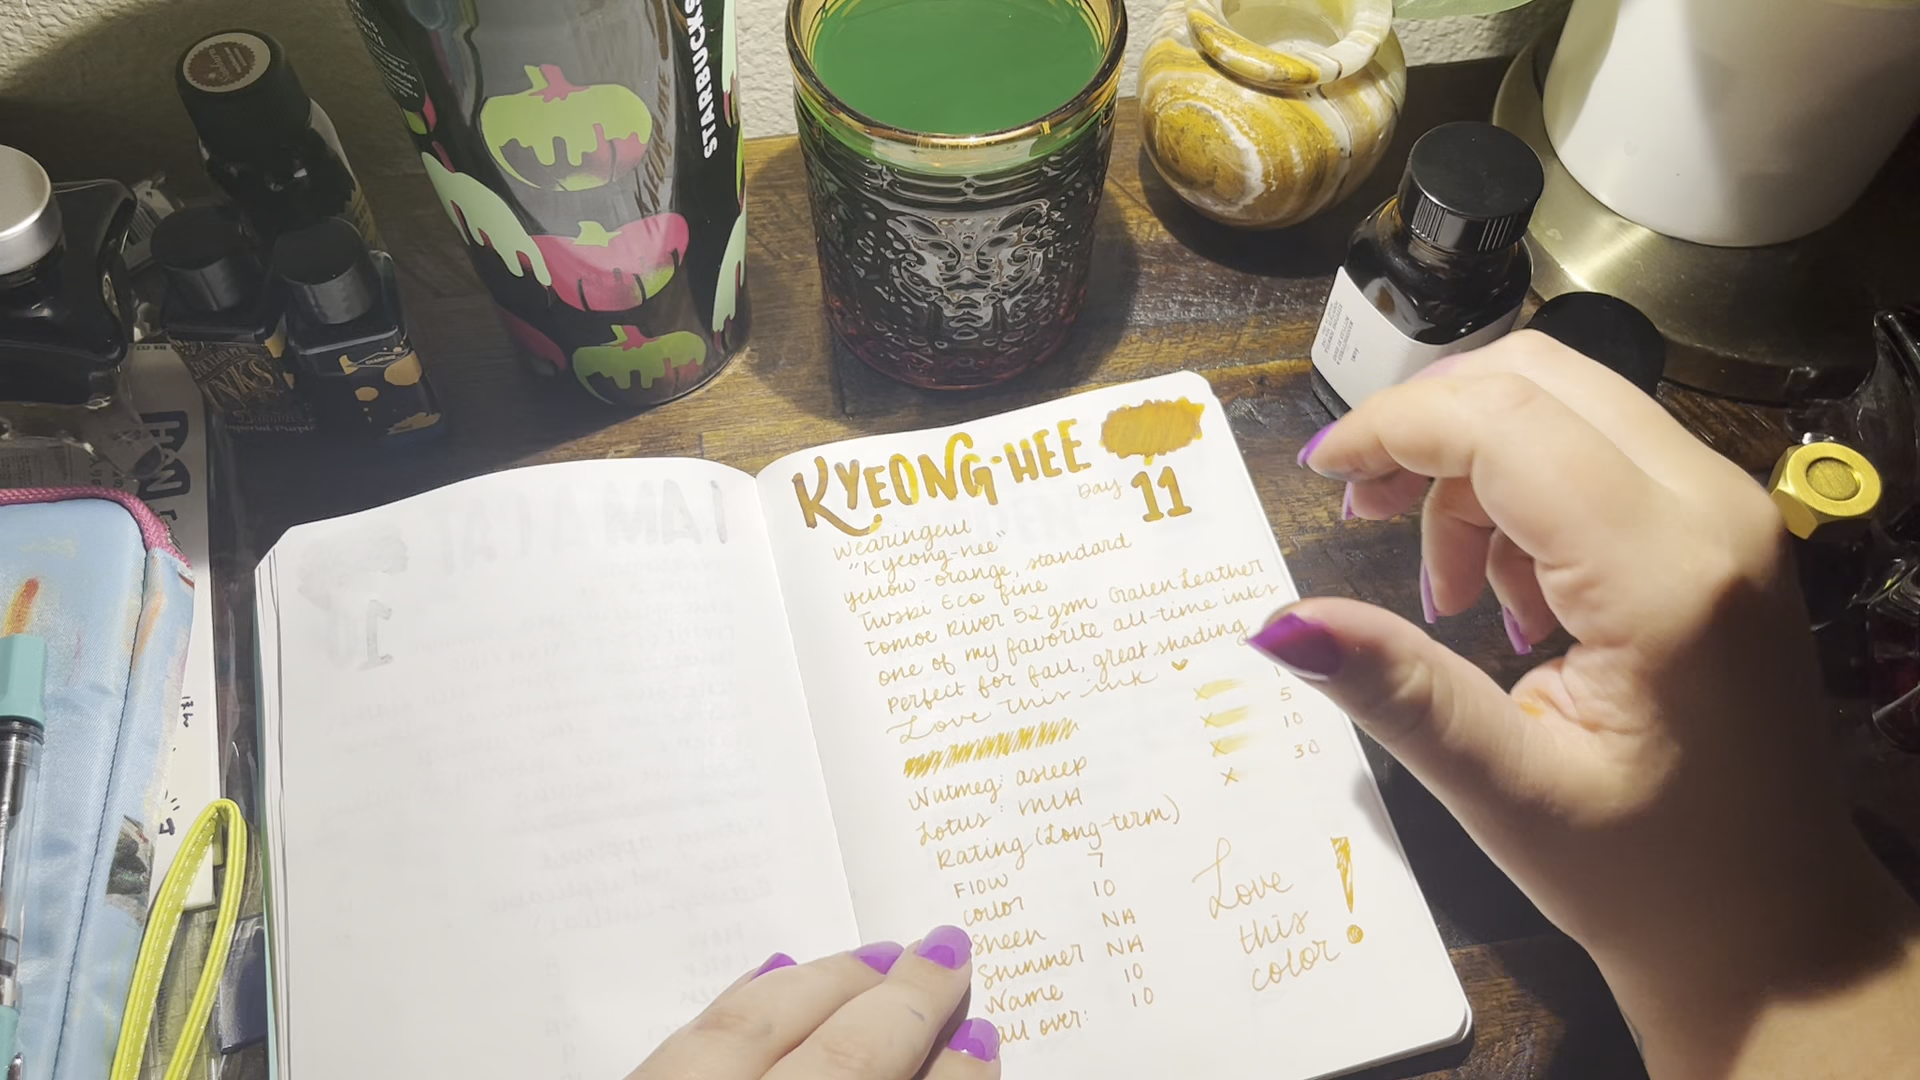 STARBUCKS
INKS
KYEONG-HEE
Day 11
Wearingeul
"Kyeong-Hee"
yellow-orange, standard
TWSBI Eco fine
Tomoe River 52 gsm Galen Leather
one of my favorite all-time inks
perfect for fall, great shading
Love this ink
x
x 5
x 10
x 30
Nutmeg: asleep
Lotus: MIA
Rating (Long-term)
Flow 7
color 10
Sheen NA
Shimmer NA
Name 10
all over: 10
Love
this
color !